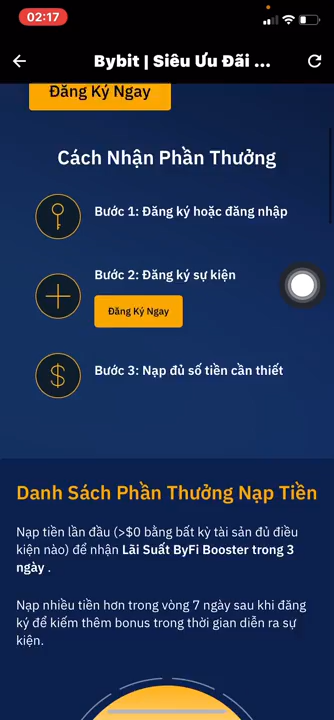 02:17
Bybit | Siêu Ưu Đãi ...
Đăng Ký Ngay
Cách Nhận Phần Thưởng
Bước 1: Đăng ký hoặc đăng nhập
Bước 2: Đăng ký sự kiện
Đăng Ký Ngay
Bước 3: Nạp đủ số tiền cần thiết
Danh Sách Phần Thưởng Nạp Tiền
Nạp tiền lần đầu (>$0 bằng bất kỳ tài sản đủ điều
kiện nào) để nhận Lãi Suất ByFi Booster trong 3
ngày .
Nạp nhiều tiền hơn trong vòng 7 ngày sau khi đăng
ký để kiếm thêm bonus trong thời gian diễn ra sự
kiện.